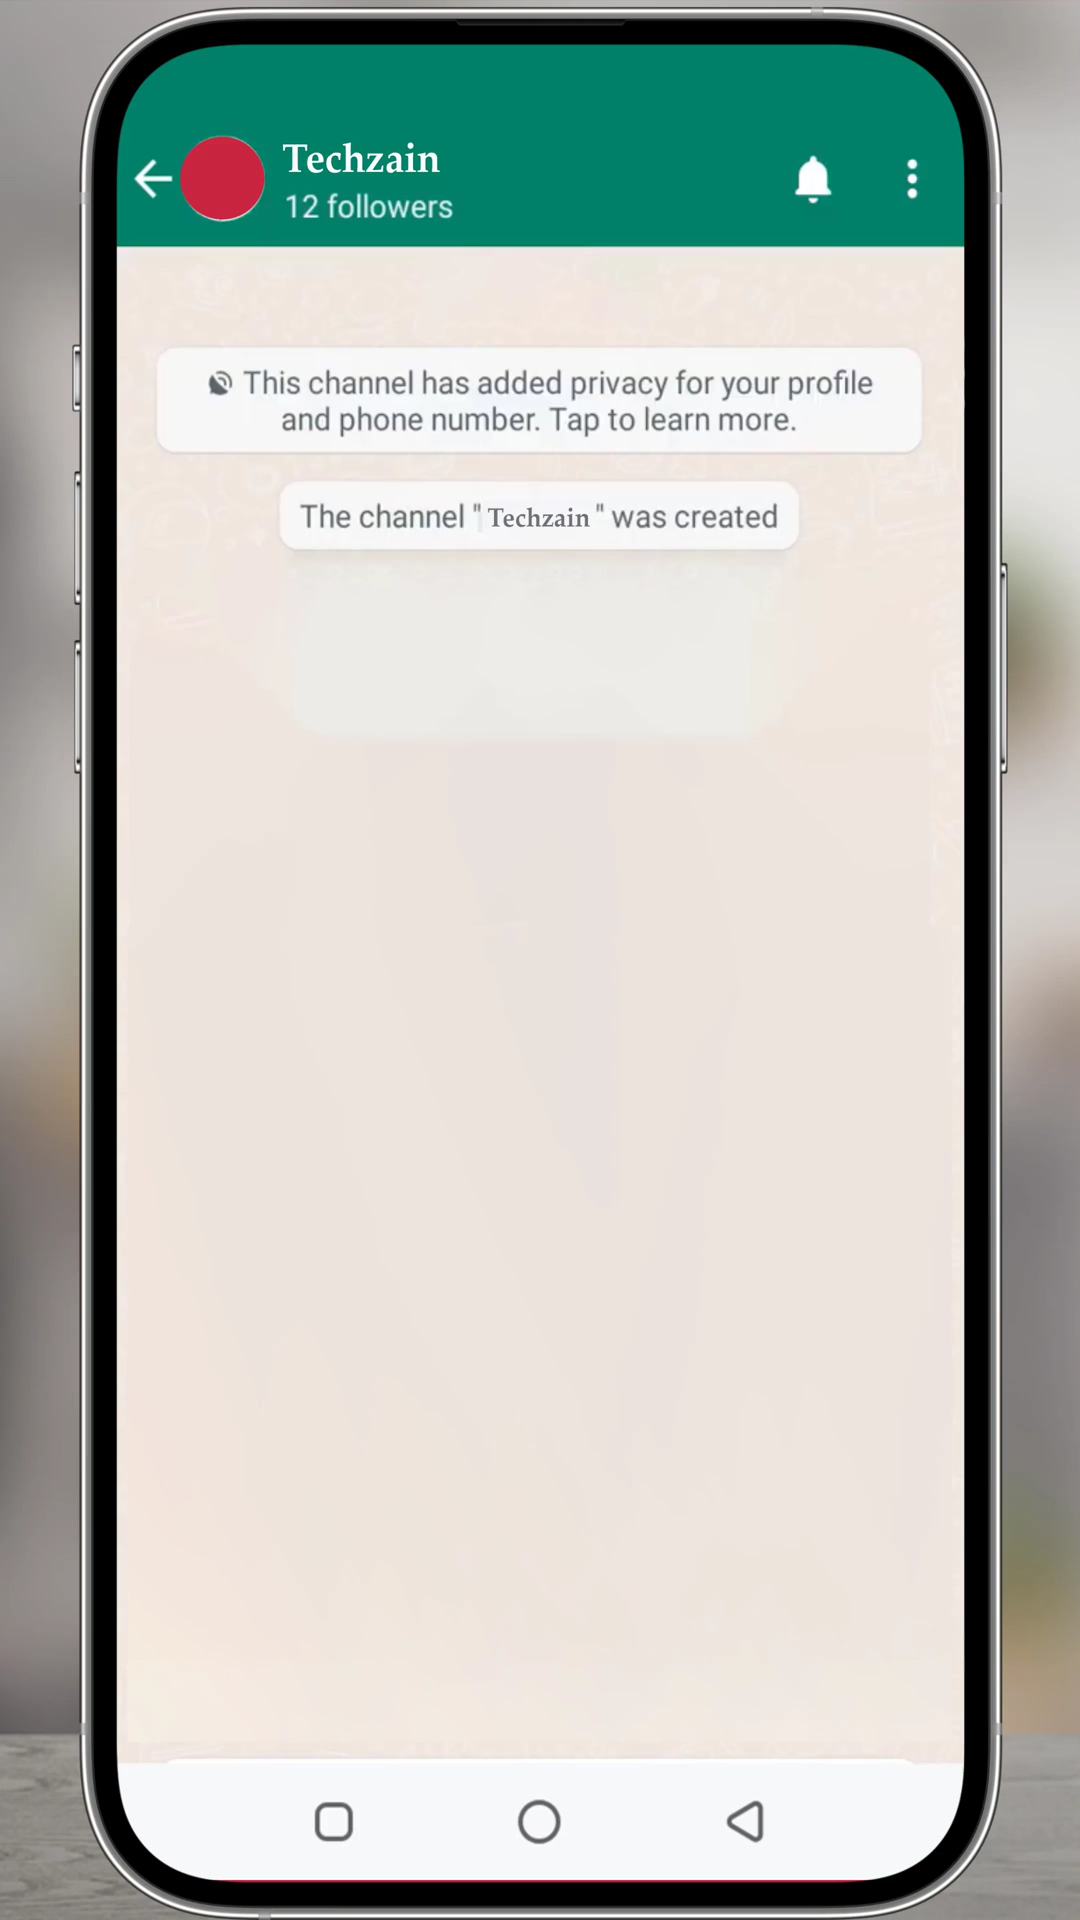 Techzain
12 followers
This channel has added privacy for your profile
and phone number. Tap to learn more.
The channel "Techzain" was created